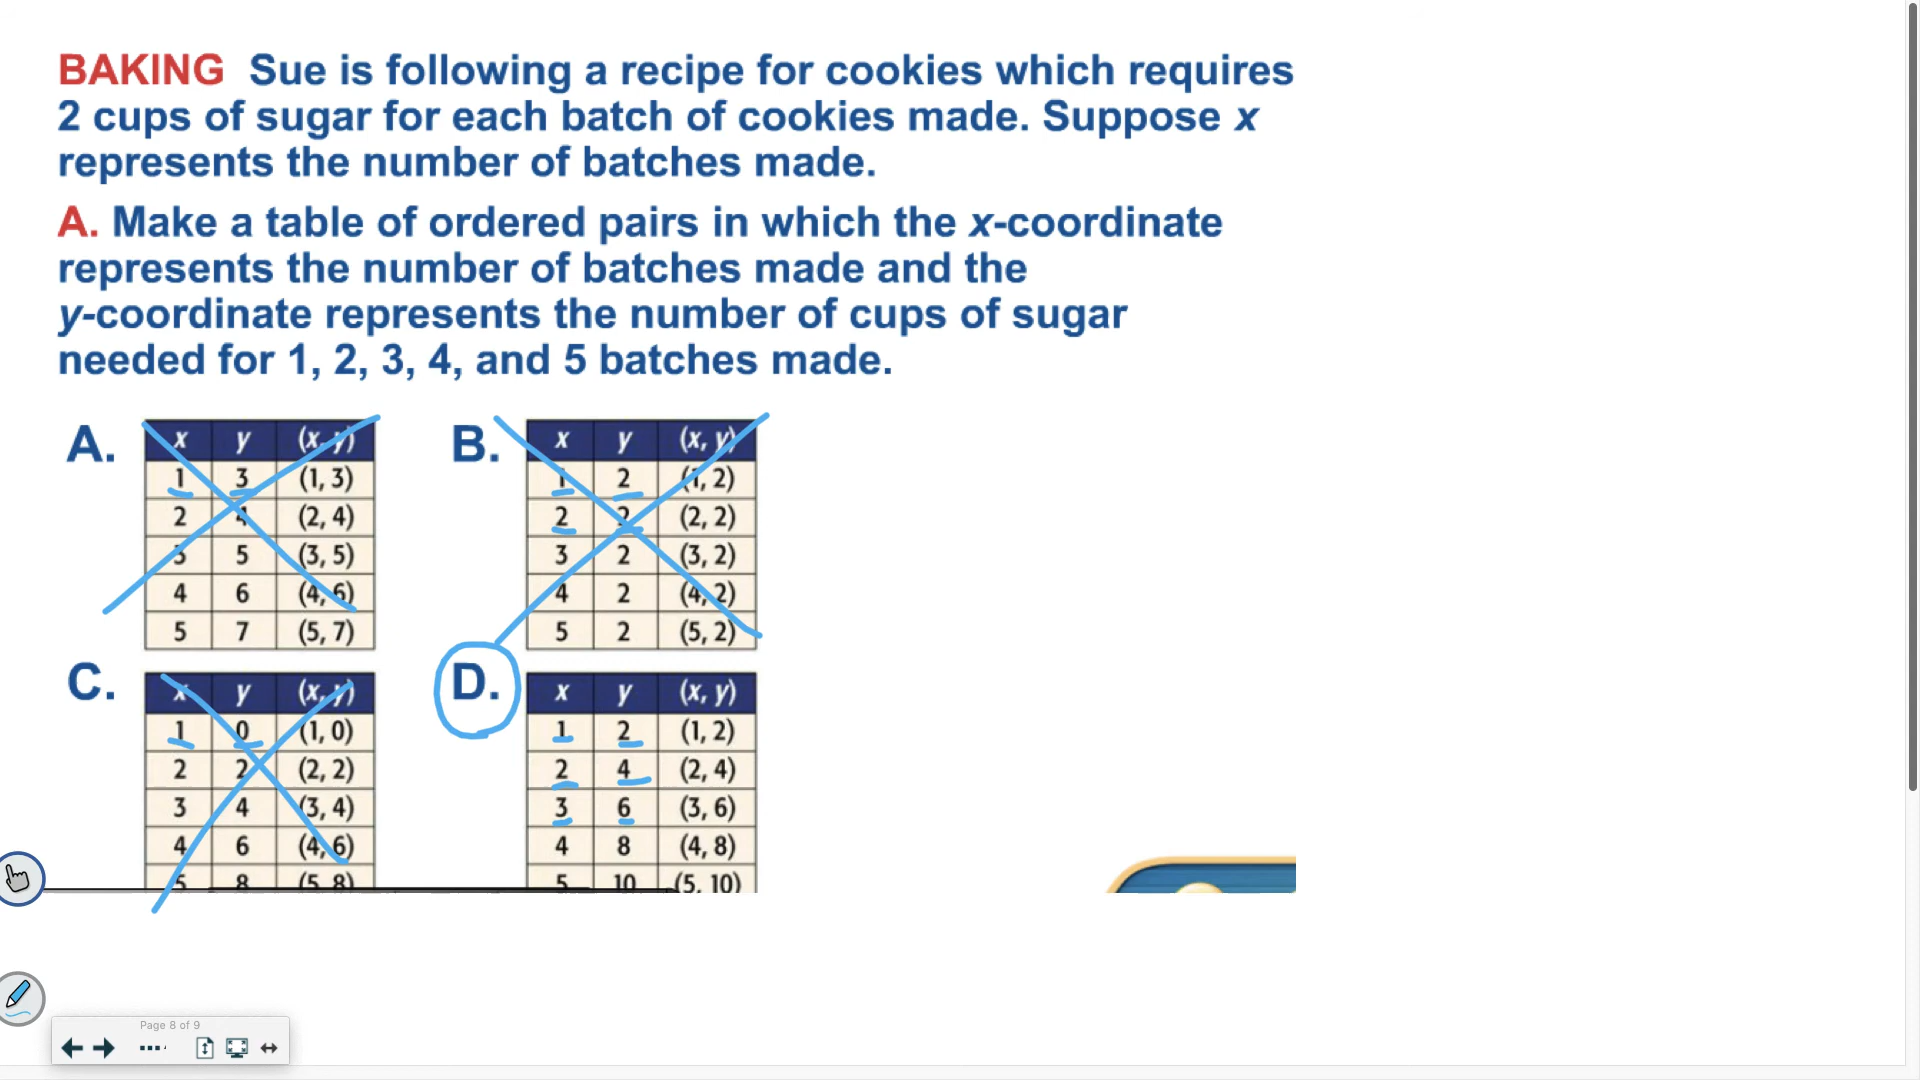 BAKING Sue is following a recipe for cookies which requires
2 cups of sugar for each batch of cookies made. Suppose x
represents the number of batches made.
A. Make a table of ordered pairs in which the x-coordinate
represents the number of batches made and the
y-coordinate represents the number of cups of sugar
needed for 1, 2, 3, 4, and 5 batches made.
A.
x y (x, y)
1 3 (1, 3)
2 4 (2, 4)
3 5 (3, 5)
4 6 (4, 6)
5 7 (5, 7)
B.
x y (x, y)
1 2 (1, 2)
2 2 (2, 2)
3 2 (3, 2)
4 2 (4, 2)
5 2 (5, 2)
C.
x y (x, y)
1 0 (1, 0)
2 2 (2, 2)
3 4 (3, 4)
4 6 (4, 6)
5 8 (5, 8)
D.
x y (x, y)
1 2 (1, 2)
2 4 (2, 4)
3 6 (3, 6)
4 8 (4, 8)
5 10 (5, 10)
Page 8 of 9